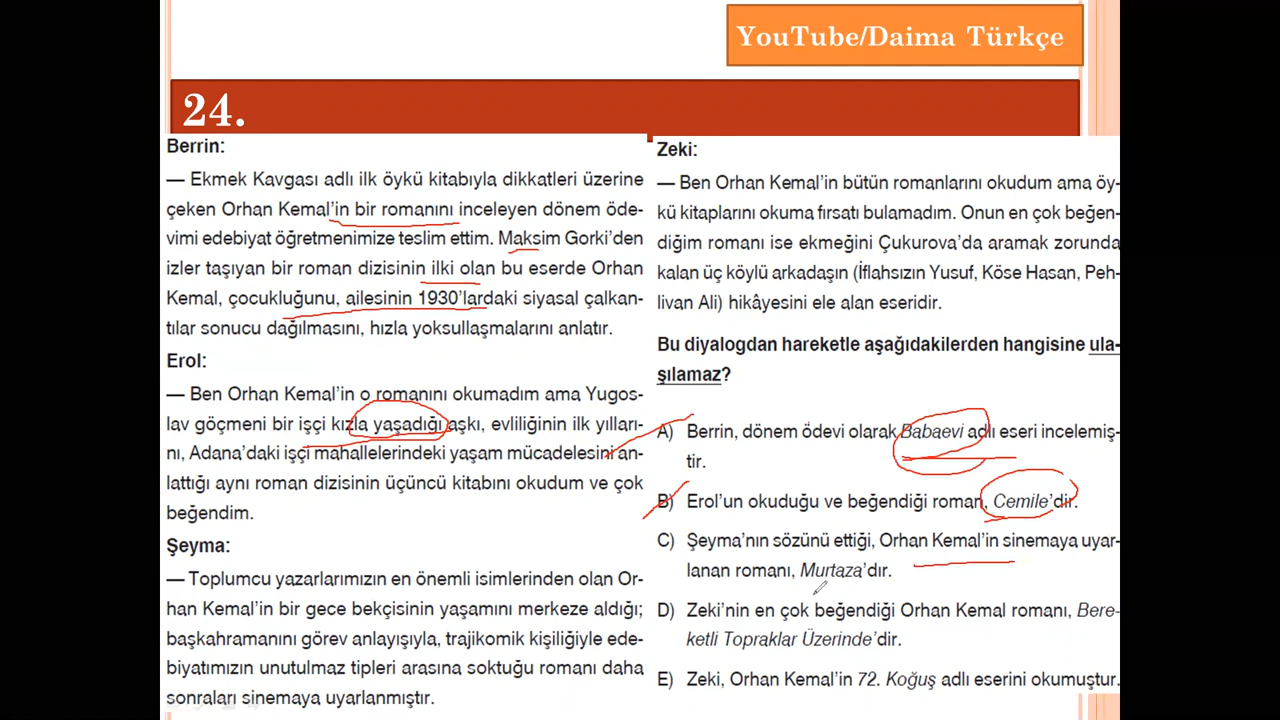 YouTube/Daima Türkçe
24.
Berrin:
— Ekmek Kavgası adlı ilk öykü kitabıyla dikkatleri üzerine
çeken Orhan Kemal'in bir romanını inceleyen dönem öde-
vimi edebiyat öğretmenimize teslim ettim. Maksim Gorki'den
izler taşıyan bir roman dizisinin ilki olan bu eserde Orhan
Kemal, çocukluğunu, ailesinin 1930'lardaki siyasal çalkan-
tılar sonucu dağılmasını, hızla yoksullaşmalarını anlatır.
Erol:
— Ben Orhan Kemal'in o romanını okumadım ama Yugos-
lav göçmeni bir işçi kızla yaşadığı aşkı, evliliğinin ilk yılları-
nı, Adana'daki işçi mahallelerindeki yaşam mücadelesini an-
lattığı aynı roman dizisinin üçüncü kitabını okudum ve çok
beğendim.
Şeyma:
— Toplumcu yazarlarımızın en önemli isimlerinden olan Or-
han Kemal'in bir gece bekçisinin yaşamını merkeze aldığı;
başkahramanını görev anlayışıyla, trajikomik kişiliğiyle ede-
biyatımızın unutulmaz tipleri arasına soktuğu romanı daha
sonraları sinemaya uyarlanmıştır.
Zeki:
— Ben Orhan Kemal'in bütün romanlarını okudum ama öy-
kü kitaplarını okuma fırsatı bulamadım. Onun en çok beğen-
diğim romanı ise ekmeğini Çukurova'da aramak zorunda
kalan üç köylü arkadaşın (İflahsızın Yusuf, Köse Hasan, Peh-
livan Ali) hikâyesini ele alan eseridir.
Bu diyalogdan hareketle aşağıdakilerden hangisine ula-
şılamaz?
A) Berrin, dönem ödevi olarak Babaevi adlı eseri incelemiş-
tir.
B) Erol'un okuduğu ve beğendiği roman, Cemile'dir.
C) Şeyma'nın sözünü ettiği, Orhan Kemal'in sinemaya uyar-
lanan romanı, Murtaza'dır.
D) Zeki'nin en çok beğendiği Orhan Kemal romanı, Bere-
ketli Topraklar Üzerinde'dir.
E) Zeki, Orhan Kemal'in 72. Koğuş adlı eserini okumuştur.